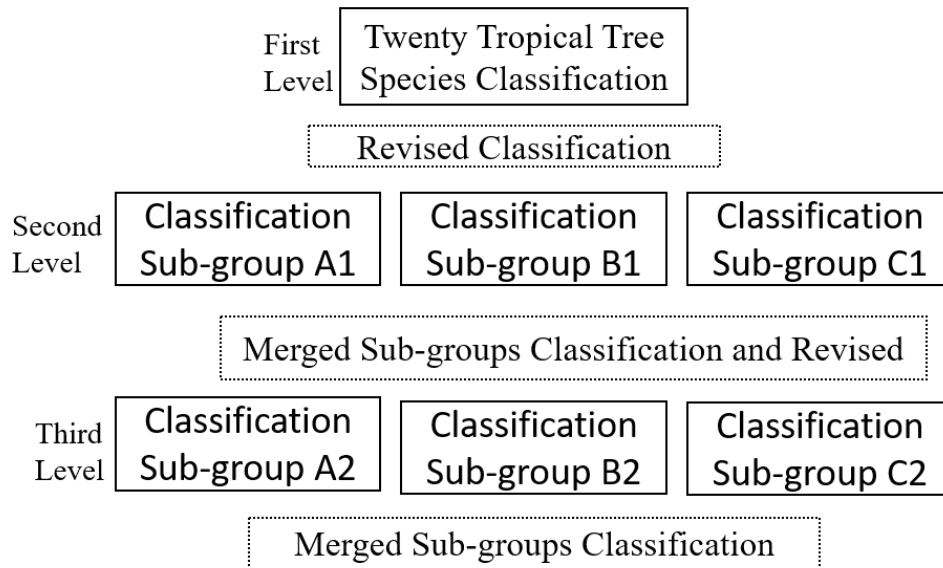 First
Level
Twenty Tropical Tree
Species Classification
Revised Classification
Second
Level
Classification
Sub-group A1
Classification
Sub-group B1
Classification
Sub-group C1
Merged Sub-groups Classification and Revised
Third
Level
Classification
Sub-group A2
Classification
Sub-group B2
Classification
Sub-group C2
Merged Sub-groups Classification